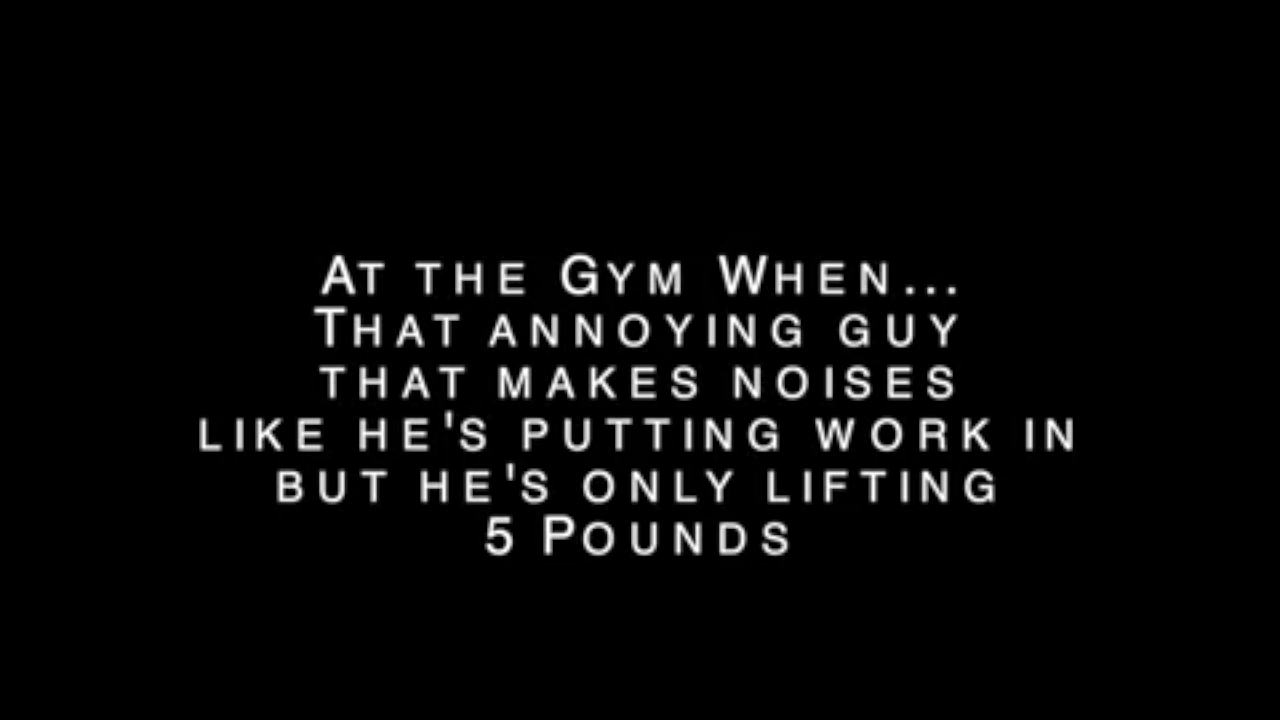 At the Gym When...
That annoying guy
that makes noises
like he's putting work in
but he's only lifting
5 Pounds